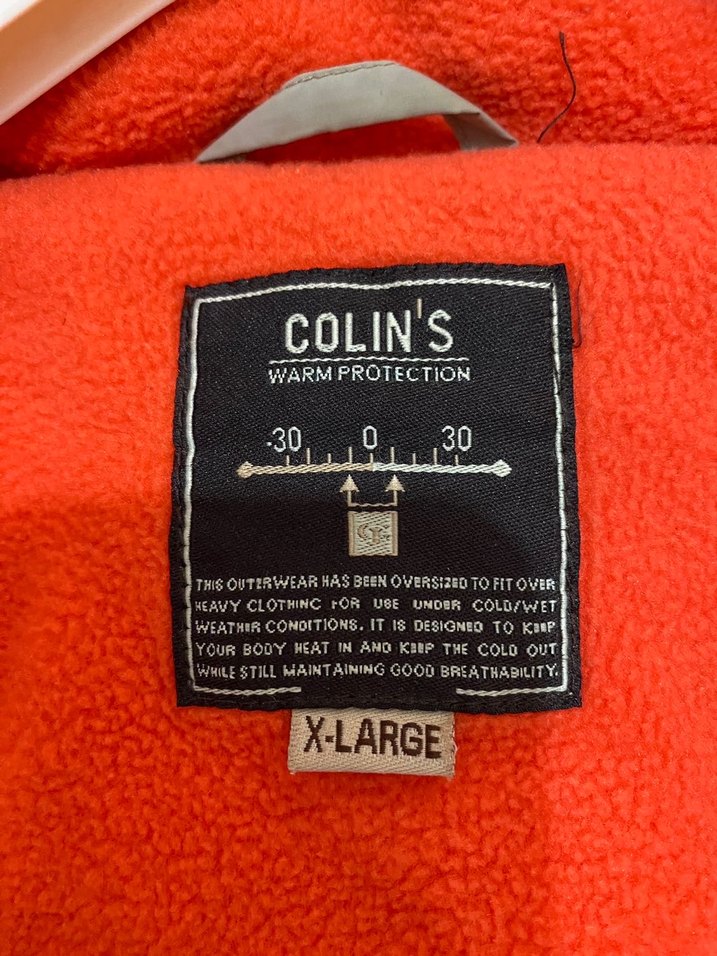 COLIN'S
WARM PROTECTION
-30 0 30
THIS OUTERWEAR HAS BEEN OVERSIZED TO FIT OVER
HEAVY CLOTHING FOR USE UNDER COLD/WET
WEATHER CONDITIONS. IT IS DESIGNED TO KEEP
YOUR BODY HEAT IN AND KEEP THE COLD OUT
WHILE STILL MAINTAINING GOOD BREATHABILITY.
X-LARGE